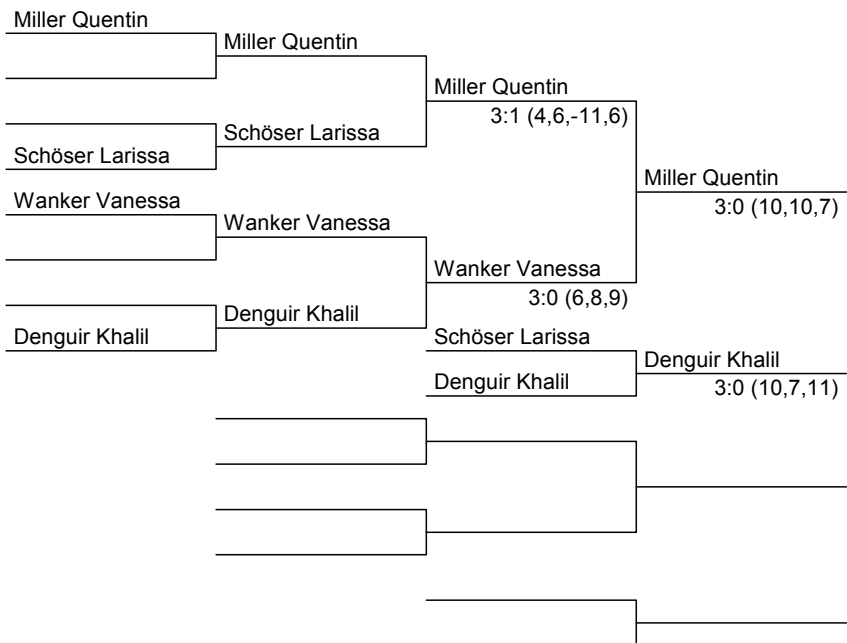 Miller Quentin
Miller Quentin
Miller Quentin
3:1 (4,6,-11,6)
Schöser Larissa
Schöser Larissa
Miller Quentin
3:0 (10,10,7)
Wanker Vanessa
Wanker Vanessa
Wanker Vanessa
3:0 (6,8,9)
Denguir Khalil
Denguir Khalil
Schöser Larissa
Denguir Khalil
Denguir Khalil
3:0 (10,7,11)